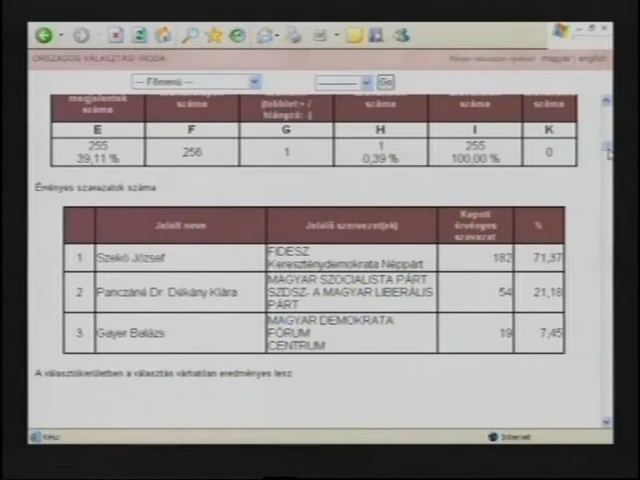 ORSZÁGOS VÁLASZTÁSI IRODA
magyar | english
--- Főmenü ---
---------- Go
megjelentek
száma
száma
(többlet:+ /
hiányzó: -)
száma
száma
száma
E F G H I K
255
39,11 %
256
1
1
0,39 %
255
100,00 %
0
Érvényes szavazatok száma
Jelölt neve Jelölő szervezet(ek) Kapott
érvényes
szavazat
%
1 Szekó József FIDESZ
Kereszténydemokrata Néppárt 182 71,37
2 Panczáné Dr. Dékány Klára MAGYAR SZOCIALISTA PÁRT
SZDSZ- A MAGYAR LIBERÁLIS
PÁRT 54 21,18
3 Gayer Balázs MAGYAR DEMOKRATA
FÓRUM
CENTRUM 19 7,45
A választókerületben a választás várhatóan eredményes lesz
Kész Internet